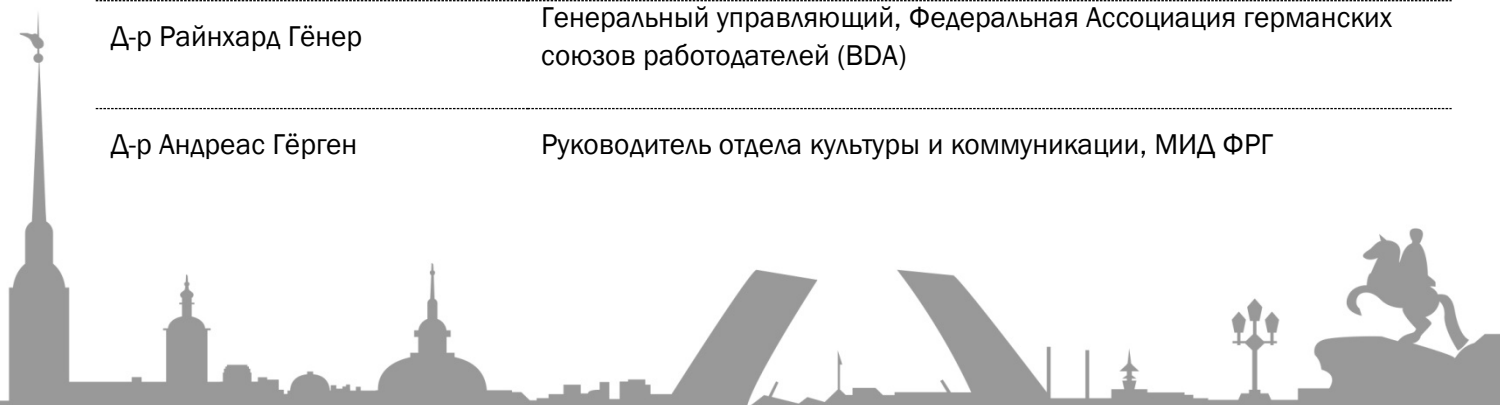 Д-р Райнхард Гёнер
Генеральный управляющий, Федеральная Ассоциация германских
союзов работодателей (BDA)
Д-р Андреас Гёрген
Руководитель отдела культуры и коммуникации, МИД ФРГ